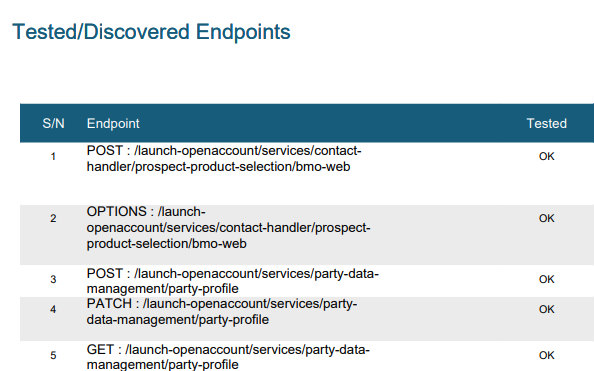 Tested/Discovered Endpoints
S/N Endpoint Tested
1 POST : /launch-openaccount/services/contact- OK
handler/prospect-product-selection/bmo-web
2 OPTIONS : /launch- OK
openaccount/services/contact-handler/prospect-
product-selection/bmo-web
3 POST : /launch-openaccount/services/party-data- OK
management/party-profile
4 PATCH : /launch-openaccount/services/party- OK
data-management/party-profile
5 GET : /launch-openaccount/services/party-data- OK
management/party-profile